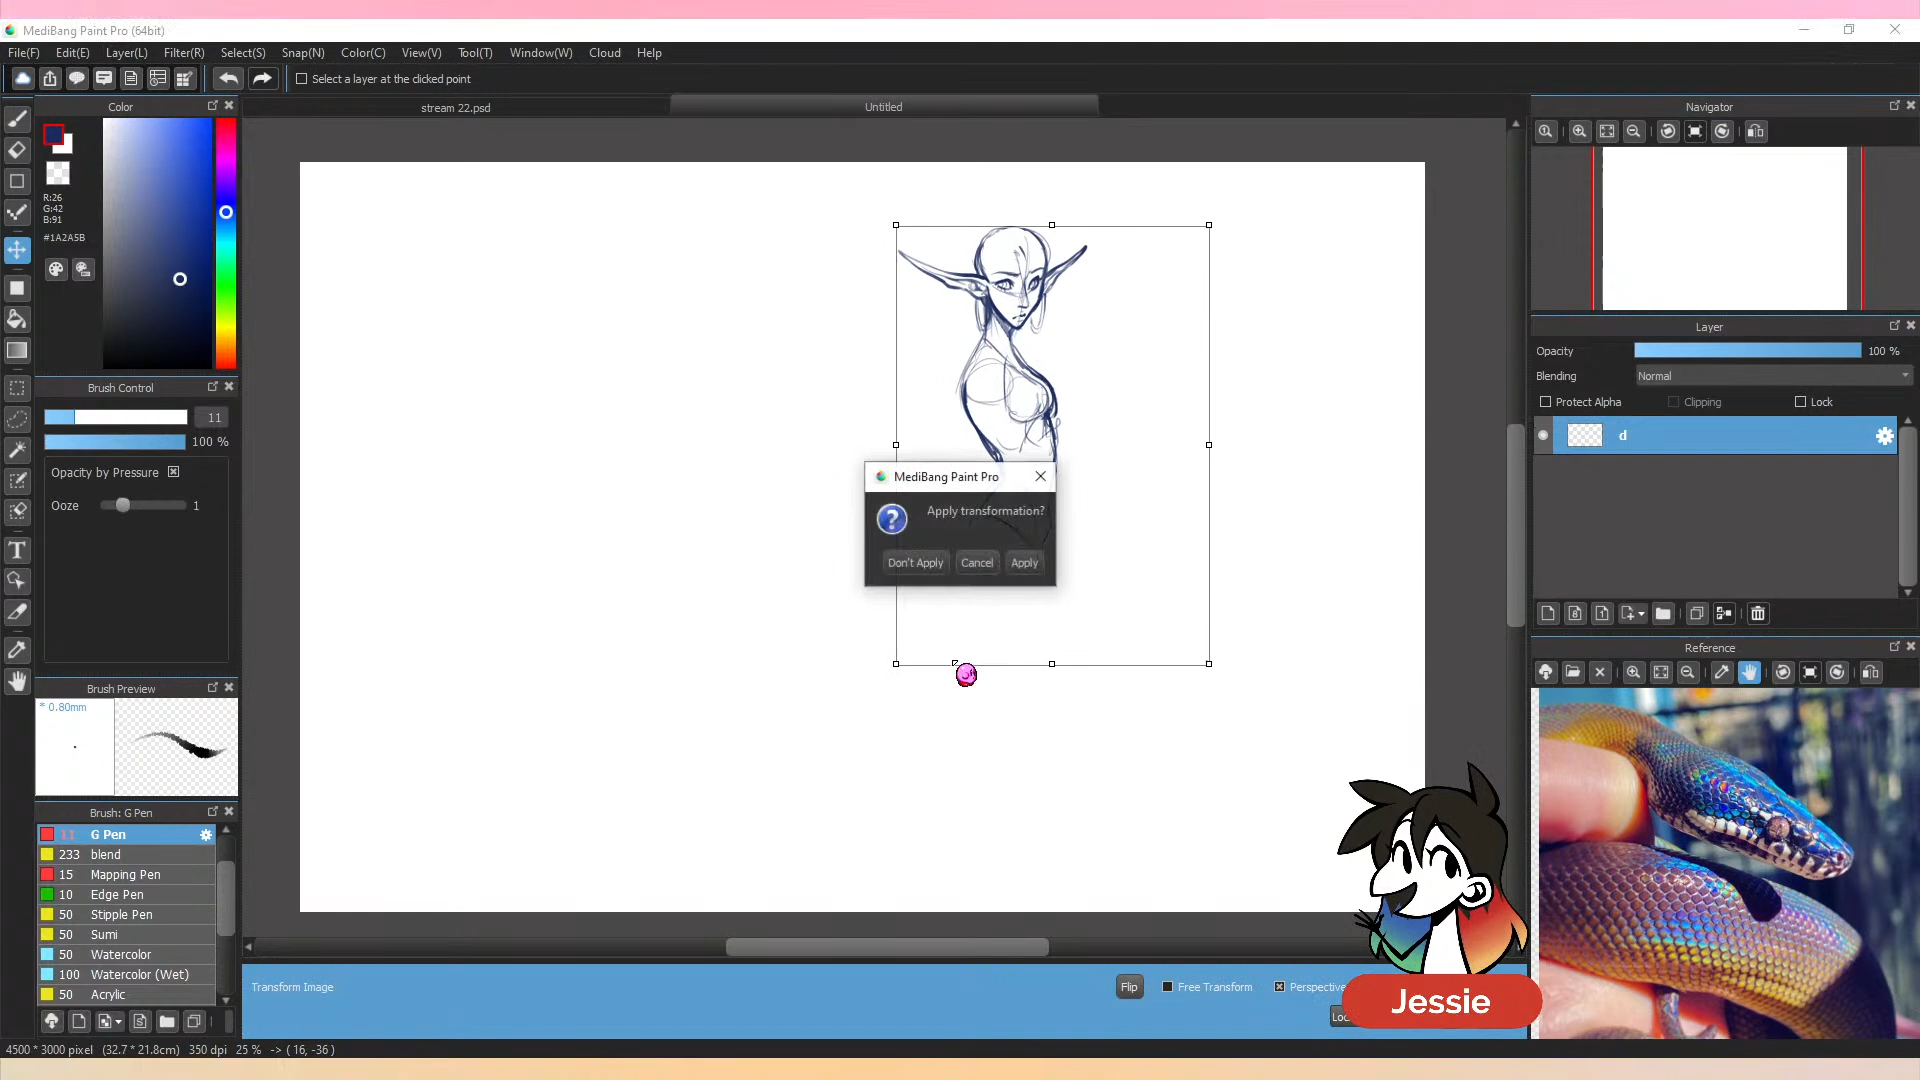 MediBang Paint Pro (64bit)
File(F) Edit(E) Layer(L) Filter(R) Select(S) Snap(N) Color(C) View(V) Tool(T) Window(W) Cloud Help
Select a layer at the clicked point
Color
stream 22.psd
Untitled
Navigator
R:26
G:42
B:91
#1A2A5B
Layer
Opacity 100 %
Blending Normal
Protect Alpha Clipping Lock
d
Brush Control
11
100 %
Opacity by Pressure
Ooze 1
MediBang Paint Pro
Apply transformation?
Don't Apply Cancel Apply
Reference
Brush Preview
* 0.80mm
Brush: G Pen
11 G Pen
233 blend
15 Mapping Pen
10 Edge Pen
50 Stipple Pen
50 Sumi
50 Watercolor
100 Watercolor (Wet)
50 Acrylic
Transform Image
Flip Free Transform Perspective
Jessie
4500 * 3000 pixel (32.7 * 21.8cm) 350 dpi 25 % -> ( 16, -36 )